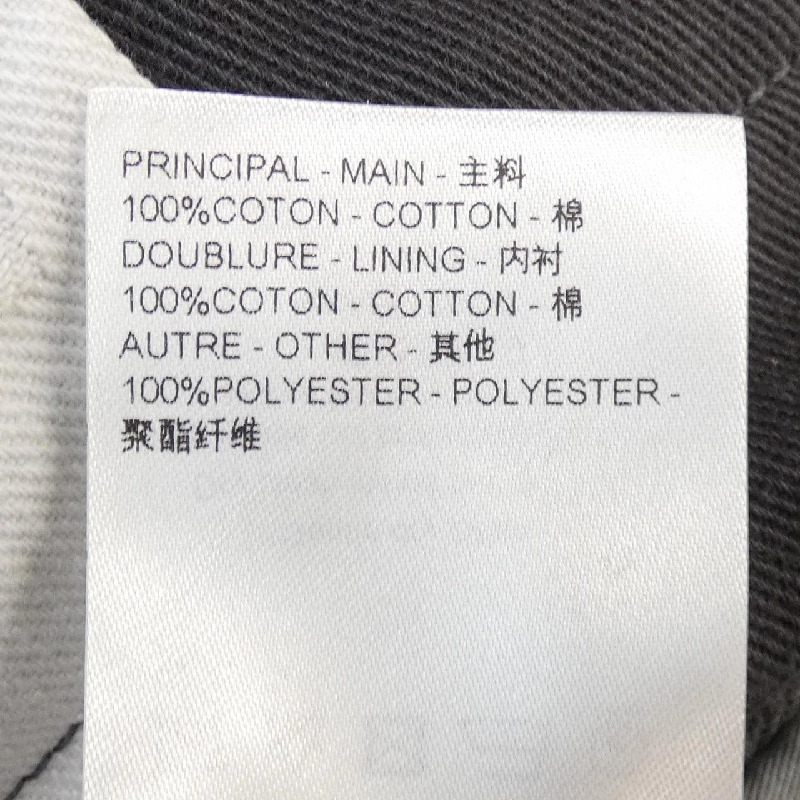 PRINCIPAL - MAIN - 主料
100%COTON - COTTON - 棉
DOUBLURE - LINING - 内衬
100%COTON - COTTON - 棉
AUTRE - OTHER - 其他
100%POLYESTER - POLYESTER -
聚酯纤维